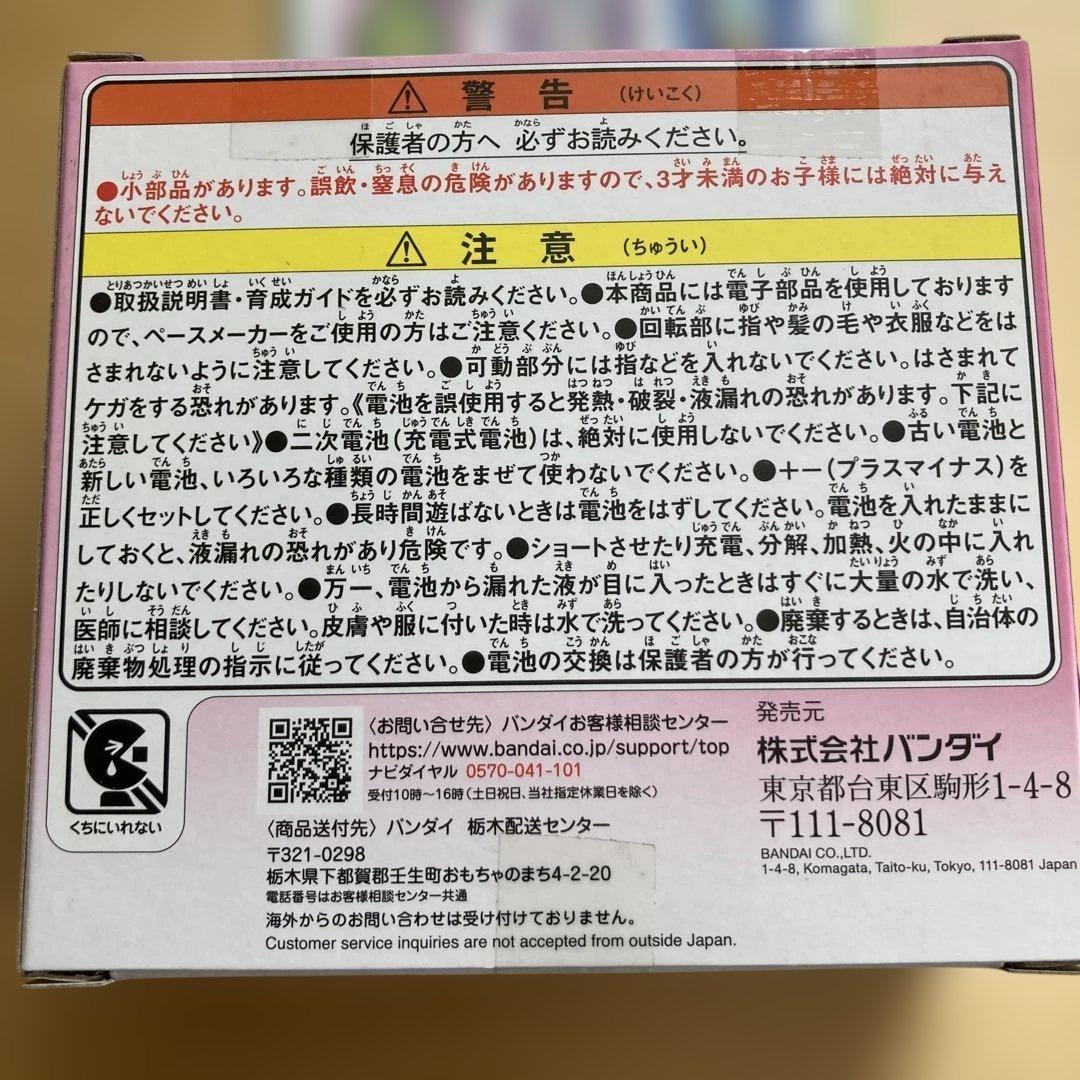 ⚠ 警告 (けいこく)
保護者の方へ 必ずお読みください。
●小部品があります。誤飲・窒息の危険がありますので、3才未満のお子様には絶対に与え
ないでください。
⚠ 注意 (ちゅうい)
●取扱説明書・育成ガイドを必ずお読みください。●本商品には電子部品を使用しております
ので、ペースメーカーをご使用の方はご注意ください。●回転部に指や髪の毛や衣服などをは
さまれないように注意してください。●可動部分には指などを入れないでください。はさまれて
ケガをする恐れがあります。《電池を誤使用すると発熱・破裂・液漏れの恐れがあります。下記に
注意してください》●二次電池(充電式電池)は、絶対に使用しないでください。●古い電池と
新しい電池、いろいろな種類の電池をまぜて使わないでください。●+-(プラスマイナス)を
正しくセットしてください。●長時間遊ばないときは電池をはずしてください。電池を入れたままに
しておくと、液漏れの恐れがあり危険です。●ショートさせたり充電、分解、加熱、火の中に入れ
たりしないでください。●万一、電池から漏れた液が目に入ったときはすぐに大量の水で洗い、
医師に相談してください。皮膚や服に付いた時は水で洗ってください。●廃棄するときは、自治体の
廃棄物処理の指示に従ってください。●電池の交換は保護者の方が行ってください。
くちにいれない
〈お問い合せ先〉バンダイお客様相談センター
https://www.bandai.co.jp/support/top
ナビダイヤル 0570-041-101
受付10時~16時(土日祝日、当社指定休業日を除く)
〈商品送付先〉バンダイ 栃木配送センター
〒321-0298
栃木県下都賀郡壬生町おもちゃのまち4-2-20
電話番号はお客様相談センター共通
海外からのお問い合わせは受け付けておりません。
Customer service inquiries are not accepted from outside Japan.
発売元
株式会社バンダイ
東京都台東区駒形1-4-8
〒111-8081
BANDAI CO.,LTD.
1-4-8, Komagata, Taito-ku, Tokyo, 111-8081 Japan